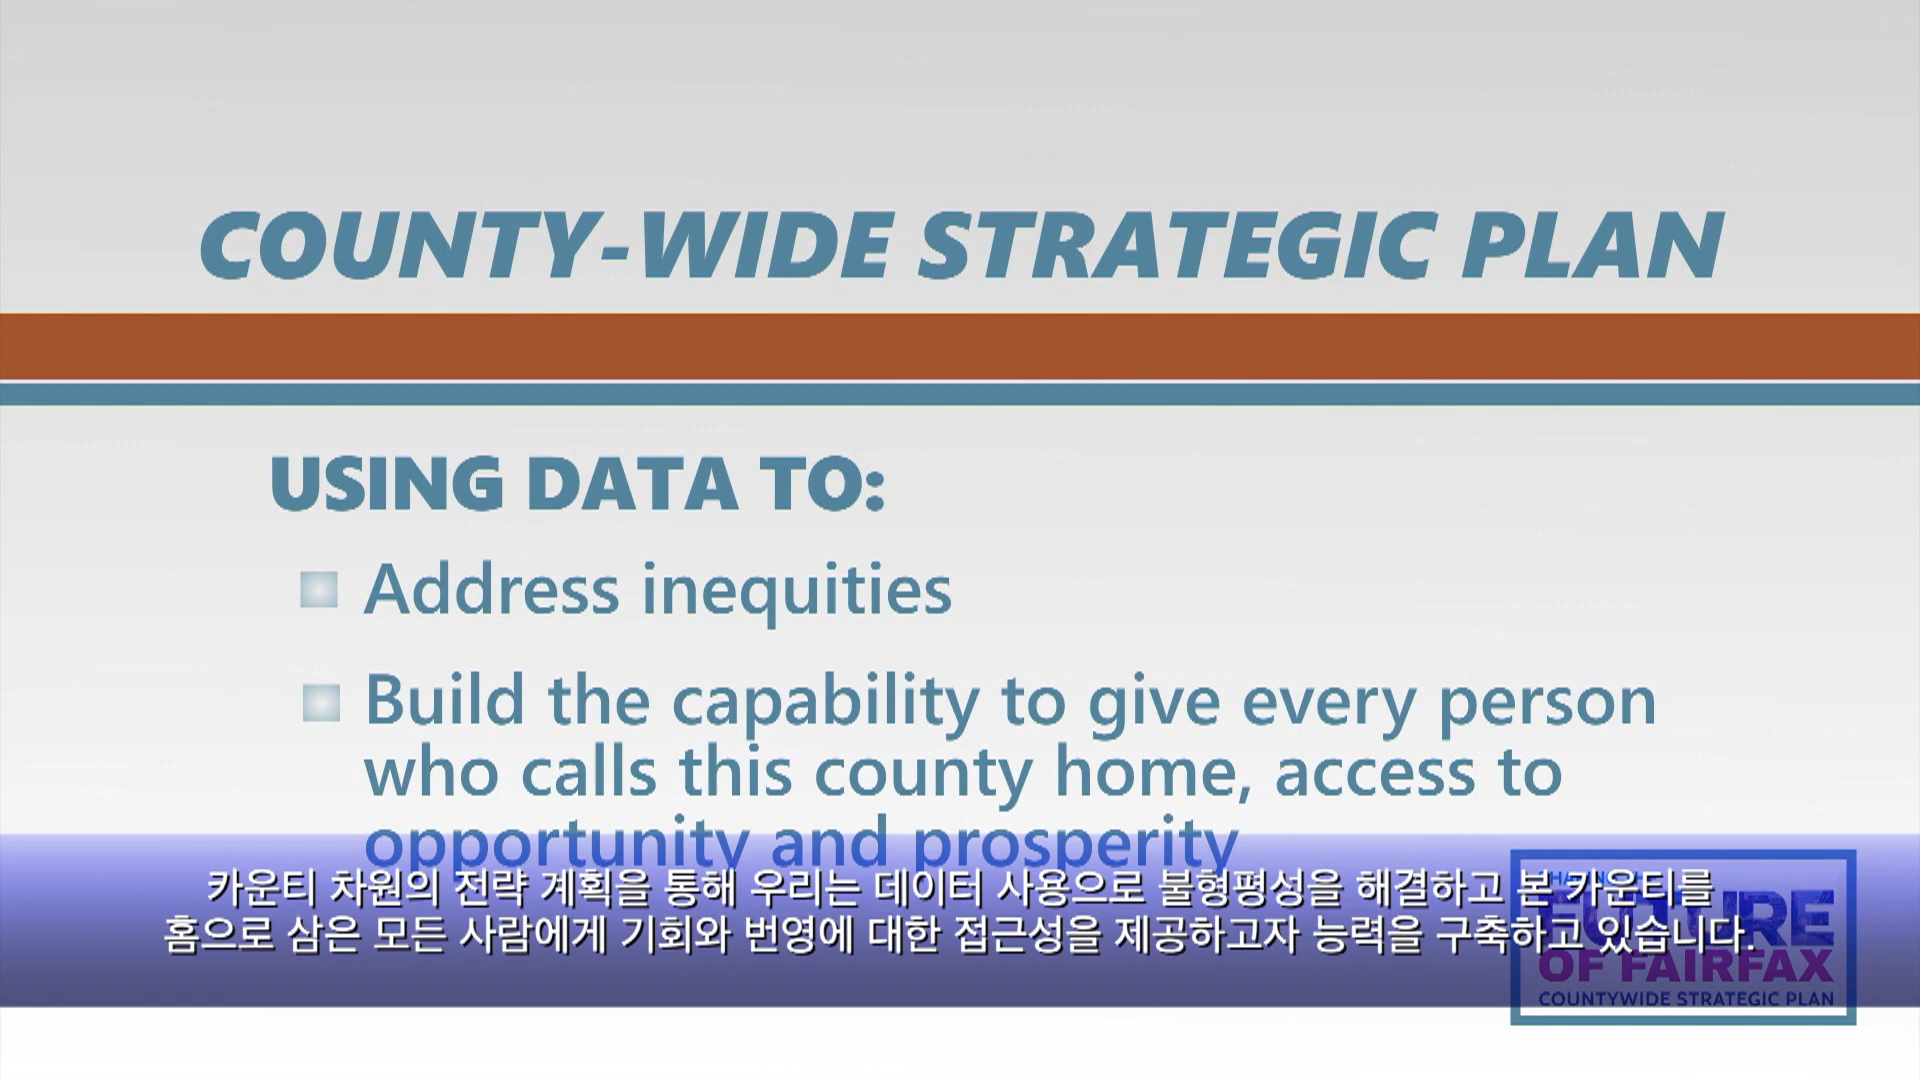 COUNTY-WIDE STRATEGIC PLAN
USING DATA TO:
Address inequities
Build the capability to give every person
who calls this county home, access to
opportunity and prosperity
카운티 차원의 전략 계획을 통해 우리는 데이터 사용으로 불형평성을 해결하고 본 카운티를
홈으로 삼은 모든 사람에게 기회와 번영에 대한 접근성을 제공하고자 능력을 구축하고 있습니다.
FUTURE
OF FAIRFAX
COUNTYWIDE STRATEGIC PLAN